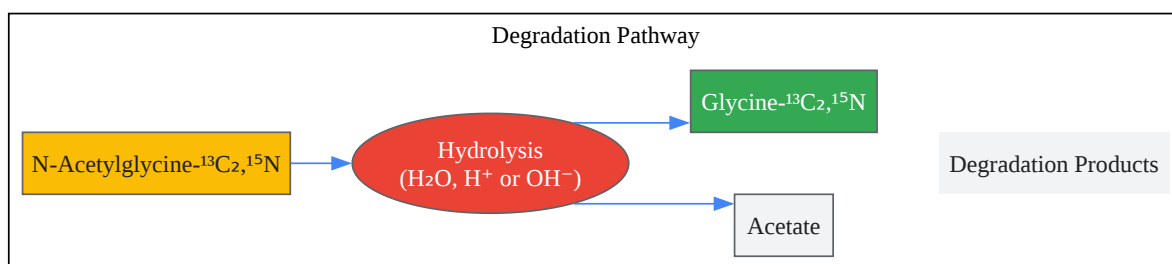 Degradation Pathway
N-Acetylglycine-¹³C₂,¹⁵N
Hydrolysis
(H₂O, H⁺ or OH⁻)
Glycine-¹³C₂,¹⁵N
Acetate
Degradation Products